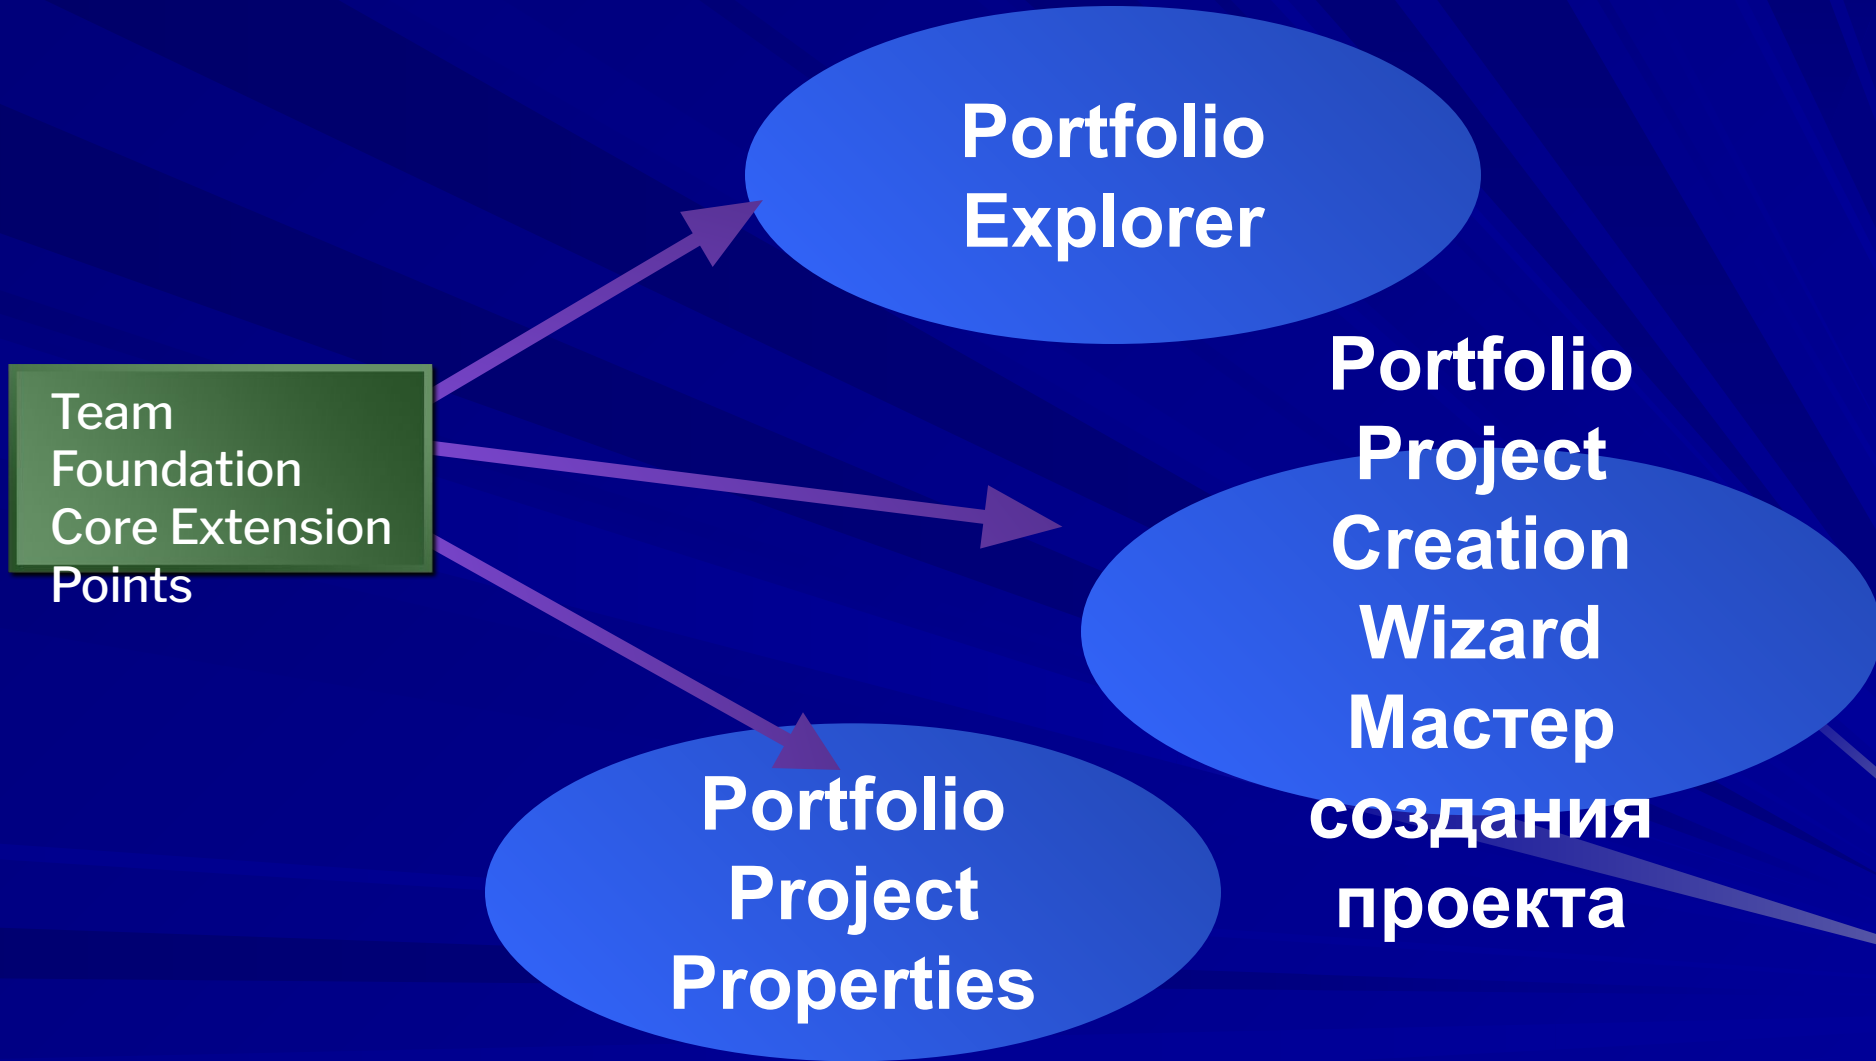 Portfolio
Explorer
Team
Foundation
Core Extension
Points
Portfolio
Project
Creation
Wizard
Мастер
создания
проекта
Portfolio
Project
Properties